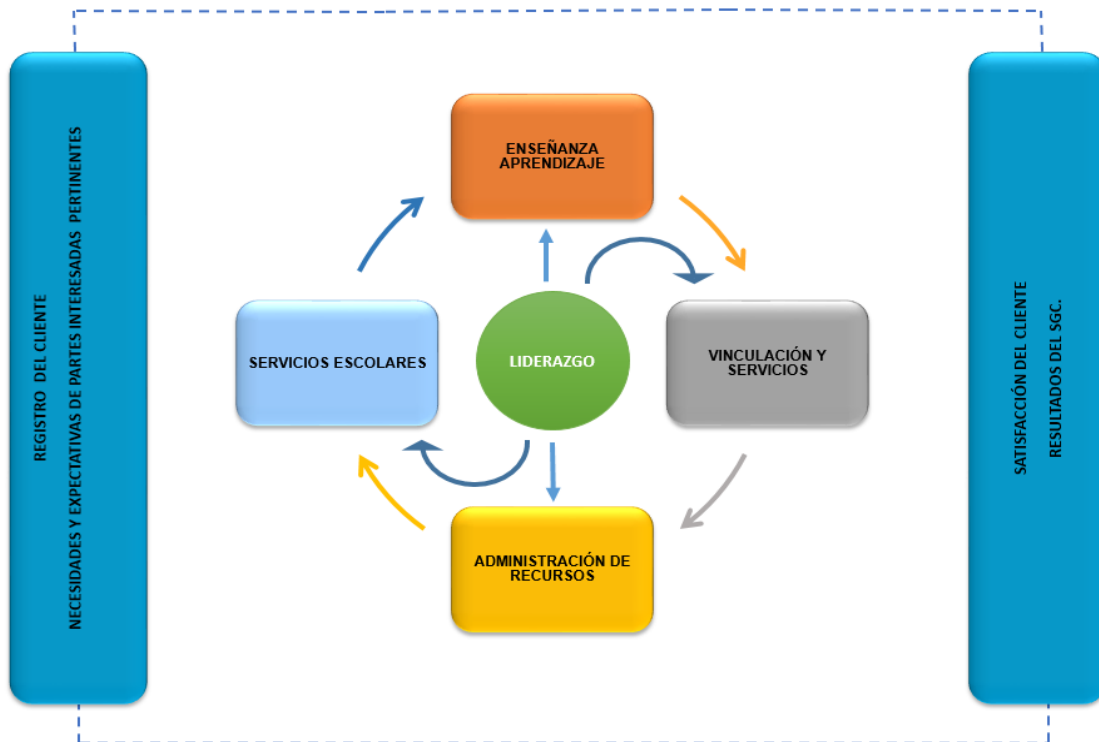 REGISTRO DEL CLIENTE
NECESIDADES Y EXPECTATIVAS DE PARTES INTERESADAS PERTINENTES
ENSEÑANZA
APRENDIZAJE
SERVICIOS ESCOLARES
LIDERAZGO
VINCULACIÓN Y
SERVICIOS
ADMINISTRACIÓN DE
RECURSOS
SATISFACCIÓN DEL CLIENTE
RESULTADOS DEL SGC.